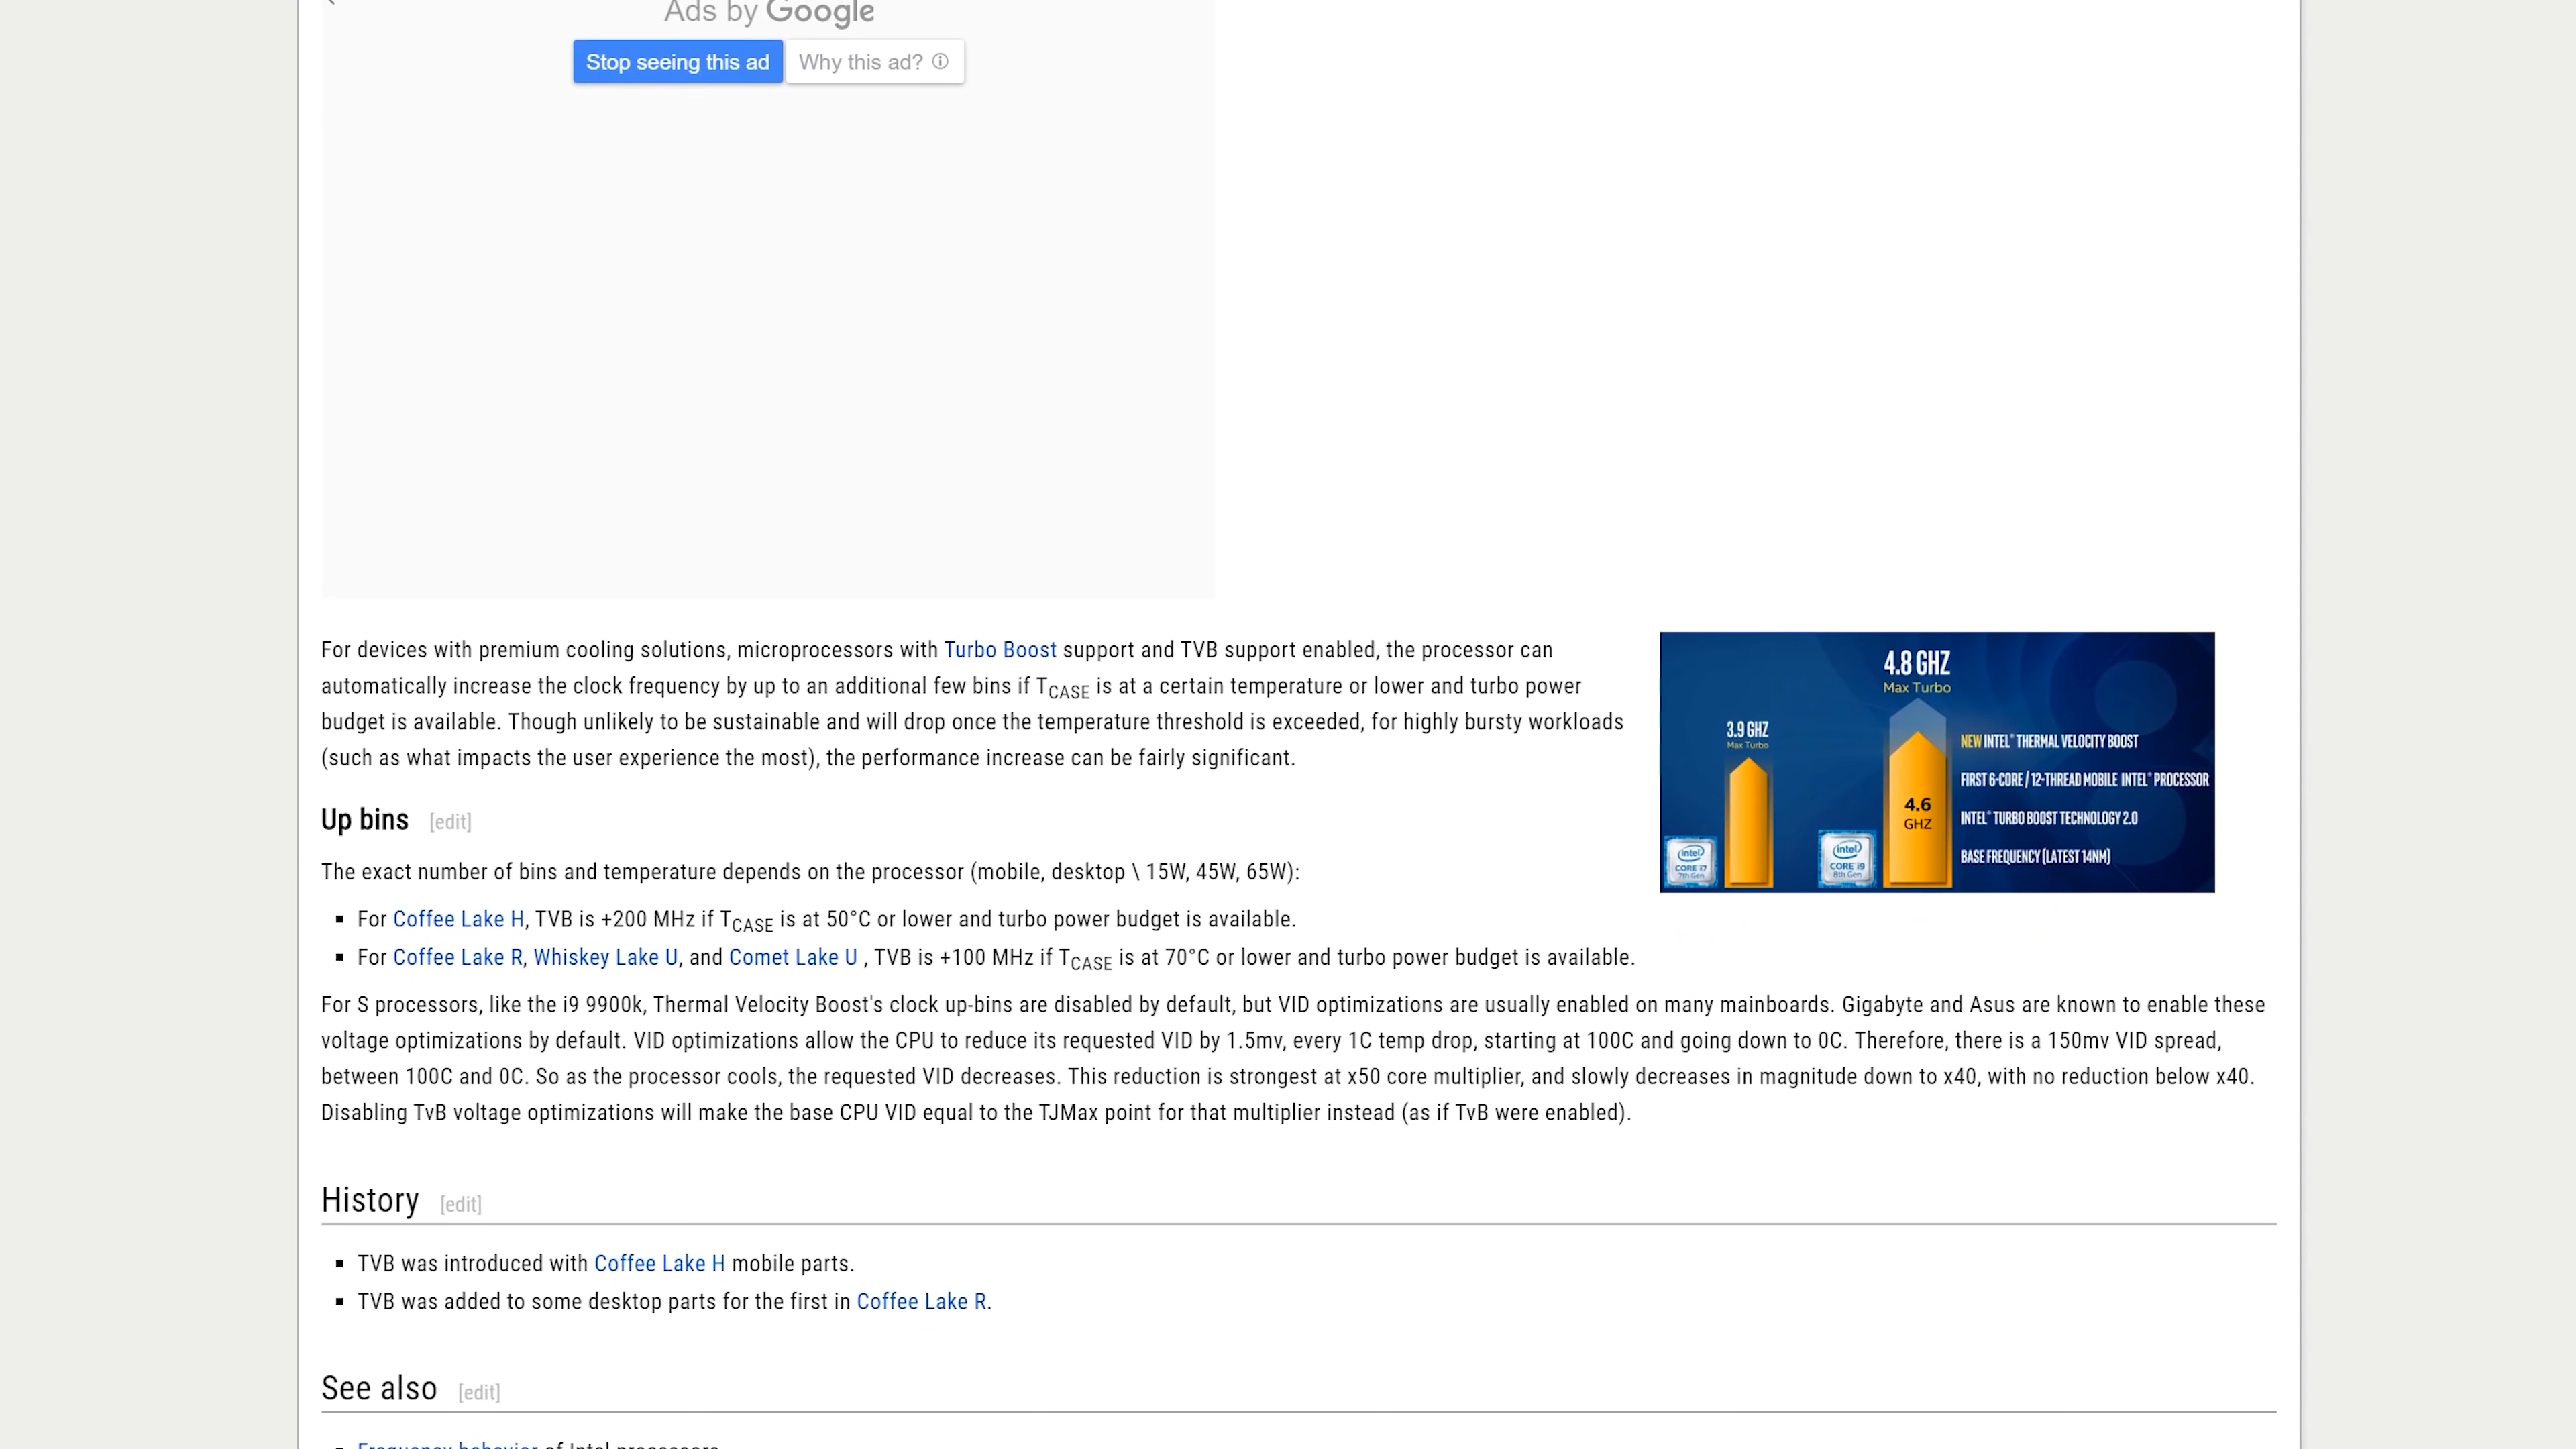 Ads by Google
Stop seeing this ad
Why this ad?
For devices with premium cooling solutions, microprocessors with Turbo Boost support and TVB support enabled, the processor can
automatically increase the clock frequency by up to an additional few bins if TCASE is at a certain temperature or lower and turbo power
budget is available. Though unlikely to be sustainable and will drop once the temperature threshold is exceeded, for highly bursty workloads
(such as what impacts the user experience the most), the performance increase can be fairly significant.
4.8 GHZ
Max Turbo
3.9 GHZ
Max Turbo
4.6
GHZ
NEW INTEL® THERMAL VELOCITY BOOST
FIRST 6-CORE / 12-THREAD MOBILE INTEL® PROCESSOR
INTEL® TURBO BOOST TECHNOLOGY 2.0
BASE FREQUENCY (LATEST 14NM)
intel
CORE i7
7th Gen
intel
CORE i9
8th Gen
Up bins [edit]
The exact number of bins and temperature depends on the processor (mobile, desktop \ 15W, 45W, 65W):
▪ For Coffee Lake H, TVB is +200 MHz if TCASE is at 50°C or lower and turbo power budget is available.
▪ For Coffee Lake R, Whiskey Lake U, and Comet Lake U , TVB is +100 MHz if TCASE is at 70°C or lower and turbo power budget is available.
For S processors, like the i9 9900k, Thermal Velocity Boost's clock up-bins are disabled by default, but VID optimizations are usually enabled on many mainboards. Gigabyte and Asus are known to enable these
voltage optimizations by default. VID optimizations allow the CPU to reduce its requested VID by 1.5mv, every 1C temp drop, starting at 100C and going down to 0C. Therefore, there is a 150mv VID spread,
between 100C and 0C. So as the processor cools, the requested VID decreases. This reduction is strongest at x50 core multiplier, and slowly decreases in magnitude down to x40, with no reduction below x40.
Disabling TvB voltage optimizations will make the base CPU VID equal to the TJMax point for that multiplier instead (as if TvB were enabled).
History [edit]
▪ TVB was introduced with Coffee Lake H mobile parts.
▪ TVB was added to some desktop parts for the first in Coffee Lake R.
See also [edit]
▪ Frequency behavior of Intel processors